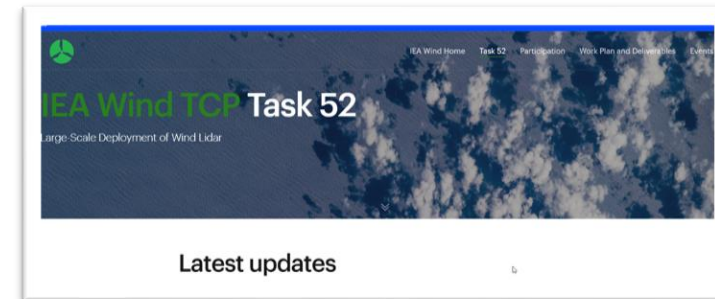 IEA Wind Home Task 52 Participation Work Plan and Deliverables Events
IEA Wind TCP Task 52
Large-Scale Deployment of Wind Lidar
Latest updates